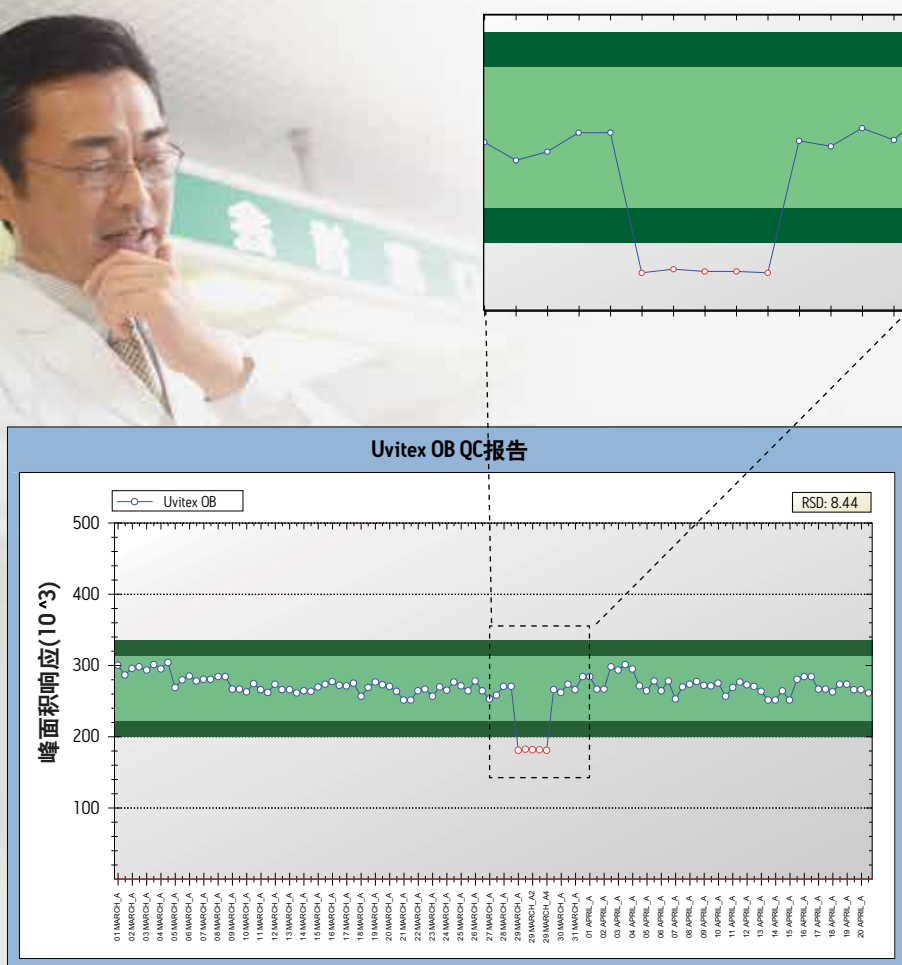 Uvitex OB QC报告
Uvitex OB
RSD: 8.44
峰面积响应(10 ^3)
500
400
300
200
100
01 MARCH_A
02 MARCH_A
03 MARCH_A
04 MARCH_A
05 MARCH_A
06 MARCH_A
07 MARCH_A
08 MARCH_A
09 MARCH_A
10 MARCH_A
11 MARCH_A
12 MARCH_A
13 MARCH_A
14 MARCH_A
15 MARCH_A
16 MARCH_A
17 MARCH_A
18 MARCH_A
19 MARCH_A
20 MARCH_A
21 MARCH_A
22 MARCH_A
23 MARCH_A
24 MARCH_A
25 MARCH_A
26 MARCH_A
27 MARCH_A
28 MARCH_A
29 MARCH_A
29 MARCH_A2
29 MARCH_A4
30 MARCH_A
31 MARCH_A
01 APRIL_A
02 APRIL_A
03 APRIL_A
04 APRIL_A
05 APRIL_A
06 APRIL_A
07 APRIL_A
08 APRIL_A
09 APRIL_A
10 APRIL_A
11 APRIL_A
12 APRIL_A
13 APRIL_A
14 APRIL_A
15 APRIL_A
16 APRIL_A
17 APRIL_A
18 APRIL_A
19 APRIL_A
20 APRIL_A